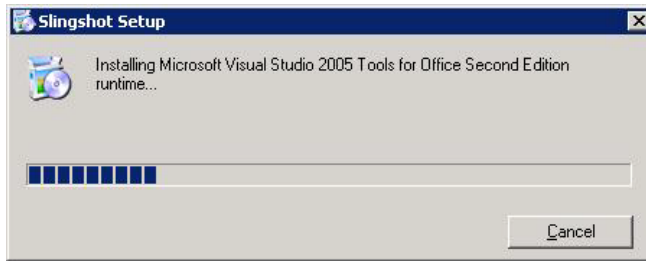 Slingshot Setup
Installing Microsoft Visual Studio 2005 Tools for Office Second Edition
runtime...
Cancel